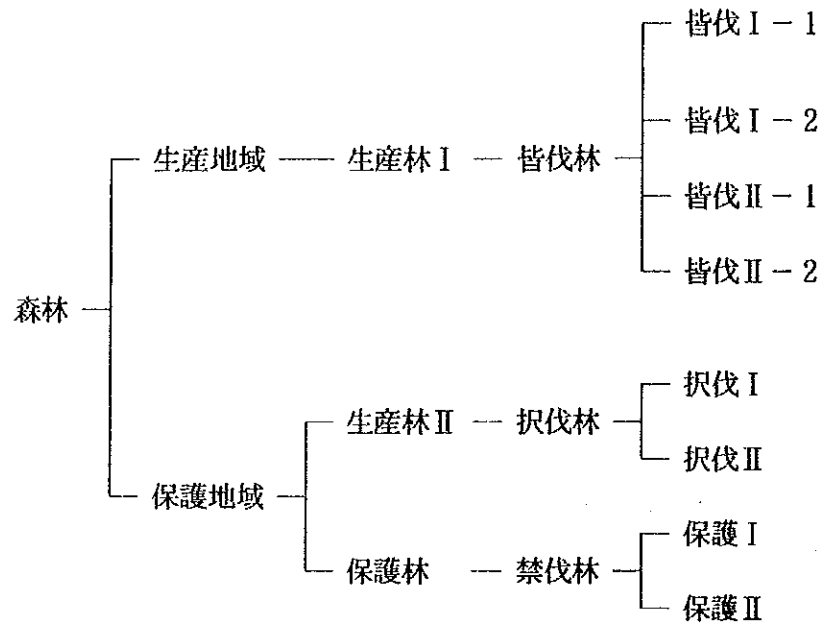 皆伐Ⅰ－1
皆伐Ⅰ－2
生産地域 生産林Ⅰ 皆伐林
皆伐Ⅱ－1
皆伐Ⅱ－2
森林
択伐Ⅰ
生産林Ⅱ 択伐林
択伐Ⅱ
保護地域
保護Ⅰ
保護林 禁伐林
保護Ⅱ